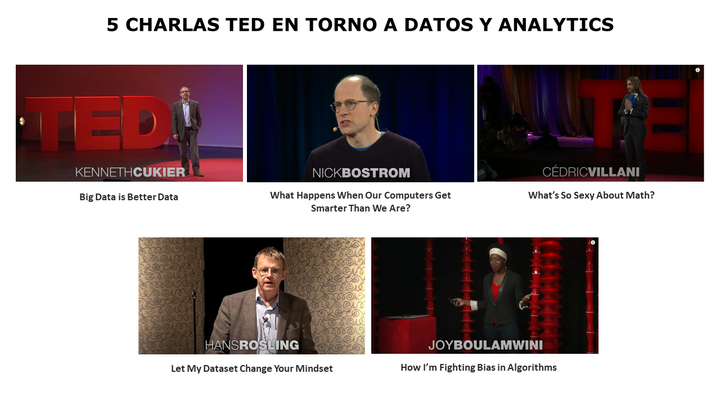 5 CHARLAS TED EN TORNO A DATOS Y ANALYTICS
TED
KENNETHCUKIER
NICKBOSTROM
TE
CÉDRICVILLANI
Big Data is Better Data
What Happens When Our Computers Get
Smarter Than We Are?
What's So Sexy About Math?
HANSROSLING
JOYBOULAMWINI
Let My Dataset Change Your Mindset
How I'm Fighting Bias in Algorithms